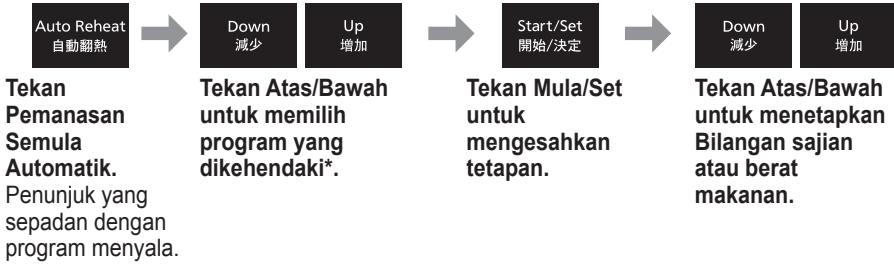 Auto Reheat
自動翻熱
Down
減少
Up
增加
Start/Set
開始/決定
Down
減少
Up
增加
Tekan
Pemanasan
Semula
Automatik.
Penunjuk yang
sepadan dengan
program menyala.
Tekan Atas/Bawah
untuk memilih
program yang
dikehendaki*.
Tekan Mula/Set
untuk
mengesahkan
tetapan.
Tekan Atas/Bawah
untuk menetapkan
Bilangan sajian
atau berat
makanan.